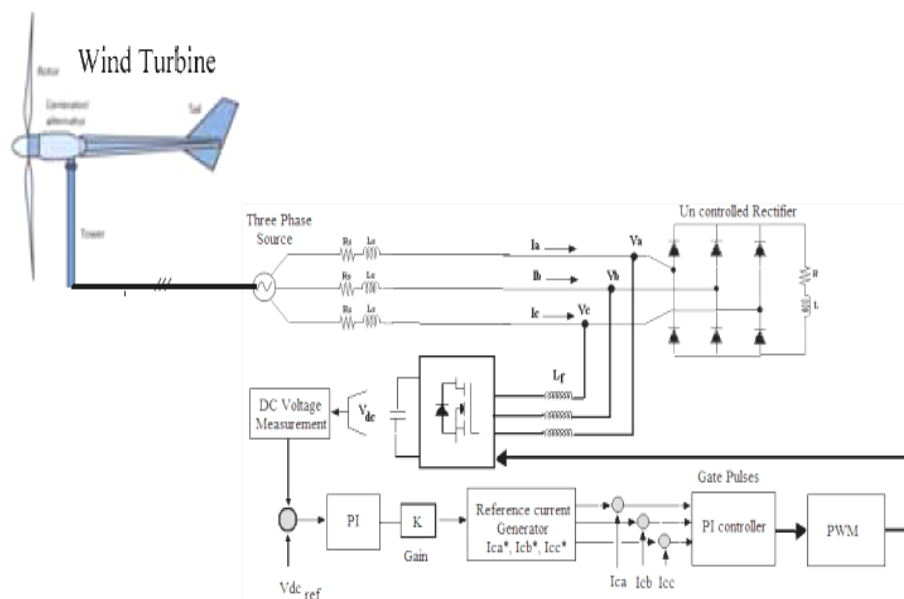 Wind Turbine
Rotor
Generator/
alternator
Tail
Tower
Three Phase
Source
Un controlled Rectifier
Rs Ls
Ia
Va
Rs Ls
Ib
Vb
Rs Ls
Ic
Vc
R
L
Lf
DC Voltage
Measurement
Vdc
Gate Pulses
PI
K
Gain
Reference current
Generator
Ica*, Icb*, Icc*
PI controller
PWM
Vdc ref
Ica Icb Icc